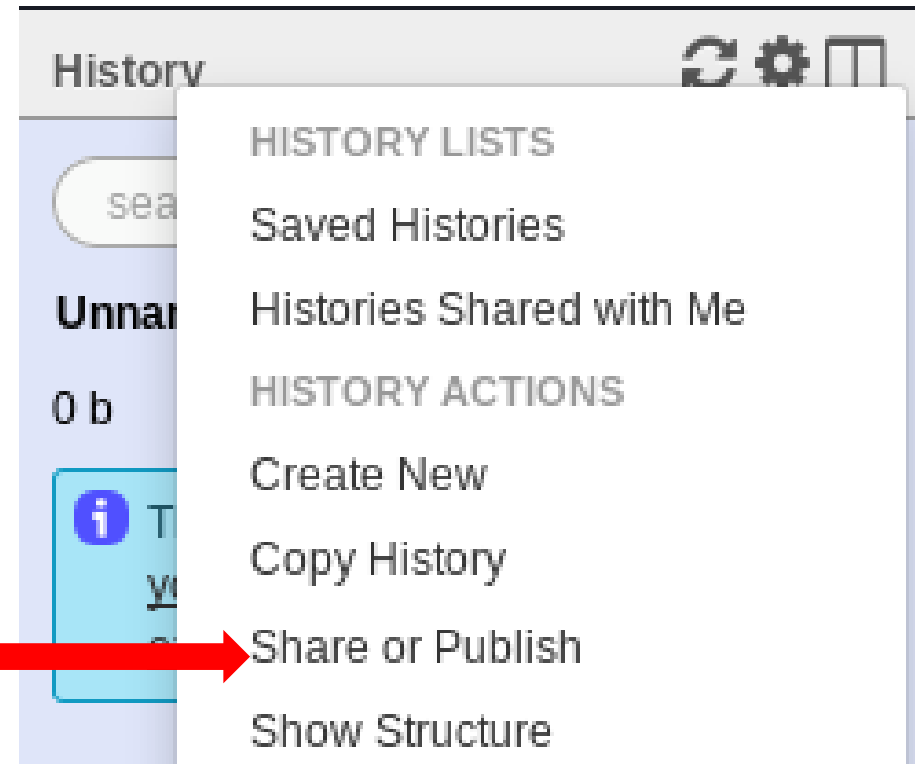 History
HISTORY LISTS
sea
Saved Histories
Unnar
Histories Shared with Me
0 b
HISTORY ACTIONS
Create New
i
Copy History
Share or Publish
Show Structure